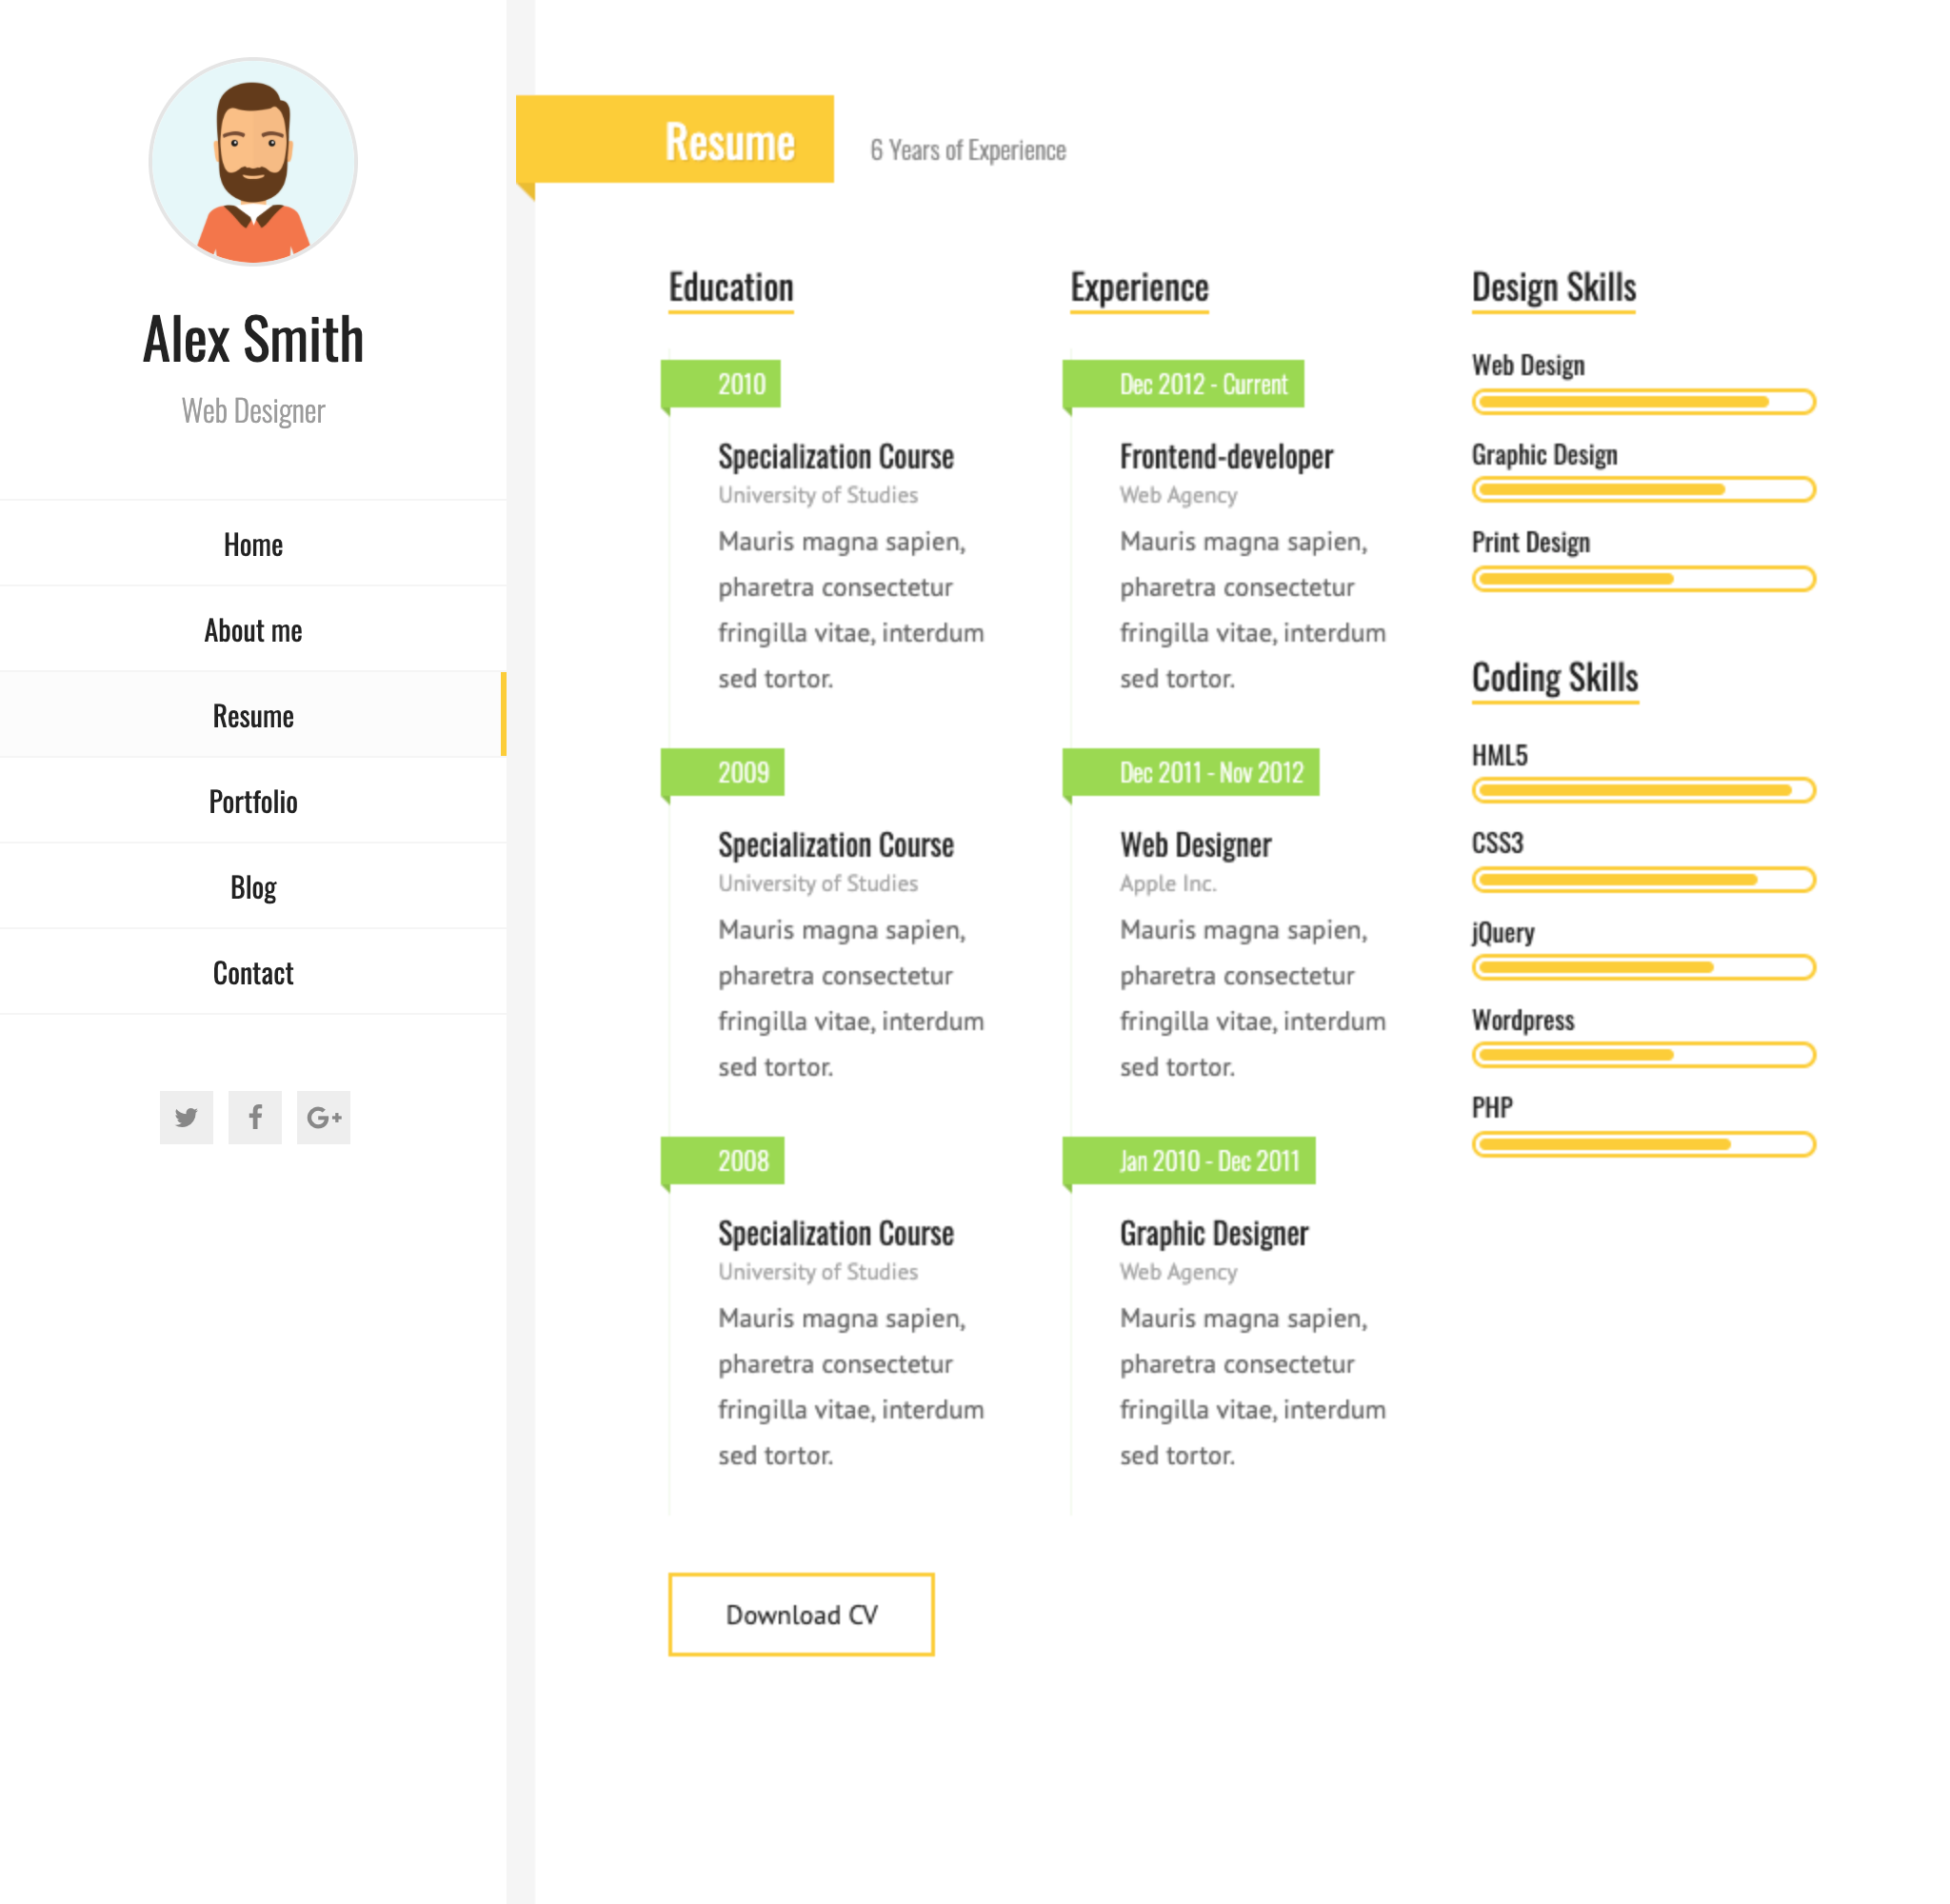 Alex Smith
Web Designer
Home
About me
Resume
Portfolio
Blog
Contact
G+
Resume
6 Years of Experience
Education
2010
Specialization Course
University of Studies
Mauris magna sapien,
pharetra consectetur
fringilla vitae, interdum
sed tortor.
2009
Specialization Course
University of Studies
Mauris magna sapien,
pharetra consectetur
fringilla vitae, interdum
sed tortor.
2008
Specialization Course
University of Studies
Mauris magna sapien,
pharetra consectetur
fringilla vitae, interdum
sed tortor.
Download CV
Experience
Dec 2012 - Current
Frontend-developer
Web Agency
Mauris magna sapien,
pharetra consectetur
fringilla vitae, interdum
sed tortor.
Dec 2011 - Nov 2012
Web Designer
Apple Inc.
Mauris magna sapien,
pharetra consectetur
fringilla vitae, interdum
sed tortor.
Jan 2010 - Dec 2011
Graphic Designer
Web Agency
Mauris magna sapien,
pharetra consectetur
fringilla vitae, interdum
sed tortor.
Design Skills
Web Design
Graphic Design
Print Design
Coding Skills
HML5
CSS3
jQuery
Wordpress
PHP